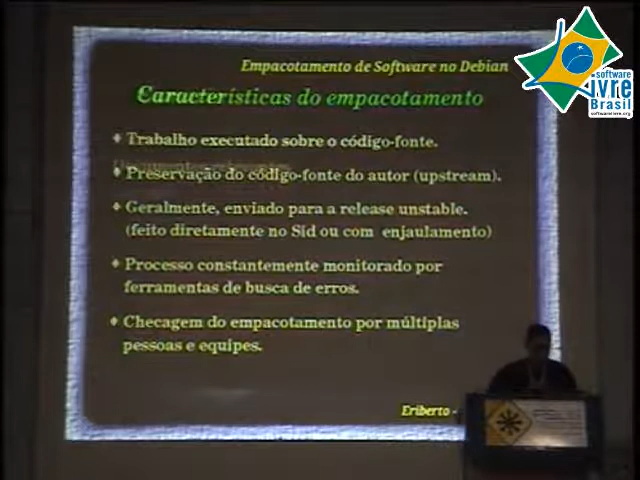 Empacotamento de Software no Debian
software
livre
Brasil
softwarelivre.org
Características do empacotamento
Trabalho executado sobre o código-fonte.
Preservação do código-fonte do autor (upstream).
Geralmente, enviado para a release unstable.
(feito diretamente no Sid ou com enjaulamento)
Processo constantemente monitorado por
ferramentas de busca de erros.
Checagem do empacotamento por múltiplas
pessoas e equipes.
Eriberto -